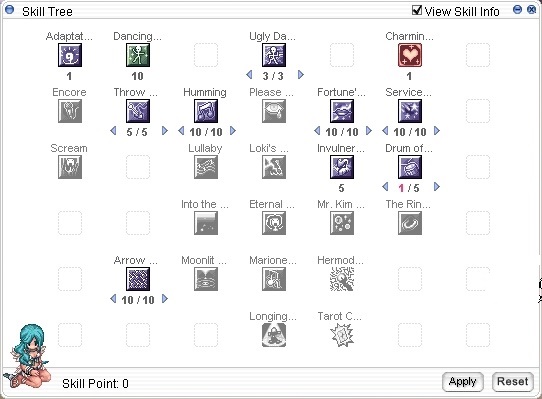 Skill Tree
View Skill Info
Adaptat... Dancing... Ugly Da... Charmin...
1 10 3 / 3 1
Encore Throw ... Humming Please ... Fortune'... Service...
5 / 5 10 / 10 10 / 10 10 / 10
Scream Lullaby Loki's ... Invulner... Drum of...
5 1 / 5
Into the ... Eternal ... Mr. Kim ... The Rin...
Arrow ... Moonlit ... Marione... Hermod...
10 / 10
Longing... Tarot C...
Skill Point: 0
Apply Reset